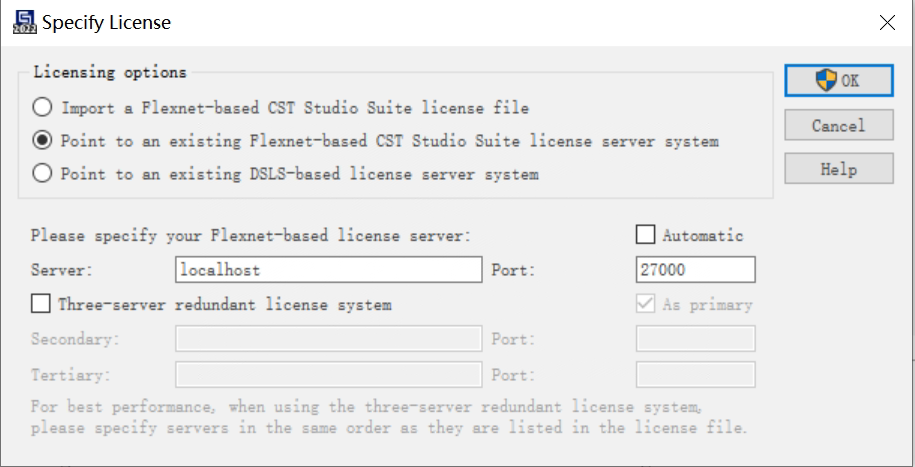 CST 2022 Specify License
Licensing options
Import a Flexnet-based CST Studio Suite license file
OK
Point to an existing Flexnet-based CST Studio Suite license server system
Cancel
Point to an existing DSLS-based license server system
Help
Please specify your Flexnet-based license server:
Automatic
Server: localhost Port: 27000
Three-server redundant license system
As primary
Secondary: Port:
Tertiary: Port:
For best performance, when using the three-server redundant license system,
please specify servers in the same order as they are listed in the license file.